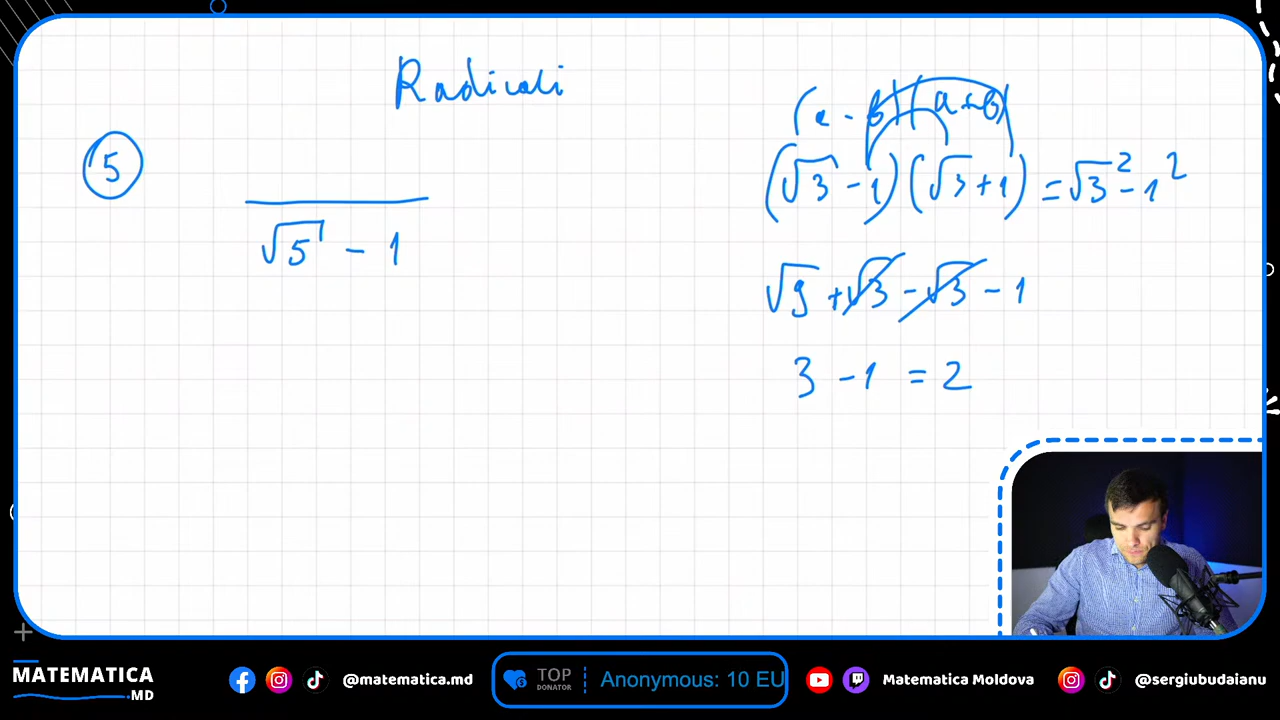 Radicali
5
√5 - 1
(a - b)(a + b)
(√3 - 1)(√3 + 1) = √3² - 1²
√9 + √3 - √3 - 1
3 - 1 = 2
MATEMATICA
.MD
@matematica.md
TOP
DONATOR
Anonymous: 10 EU
Matematica Moldova
@sergiubudaianu